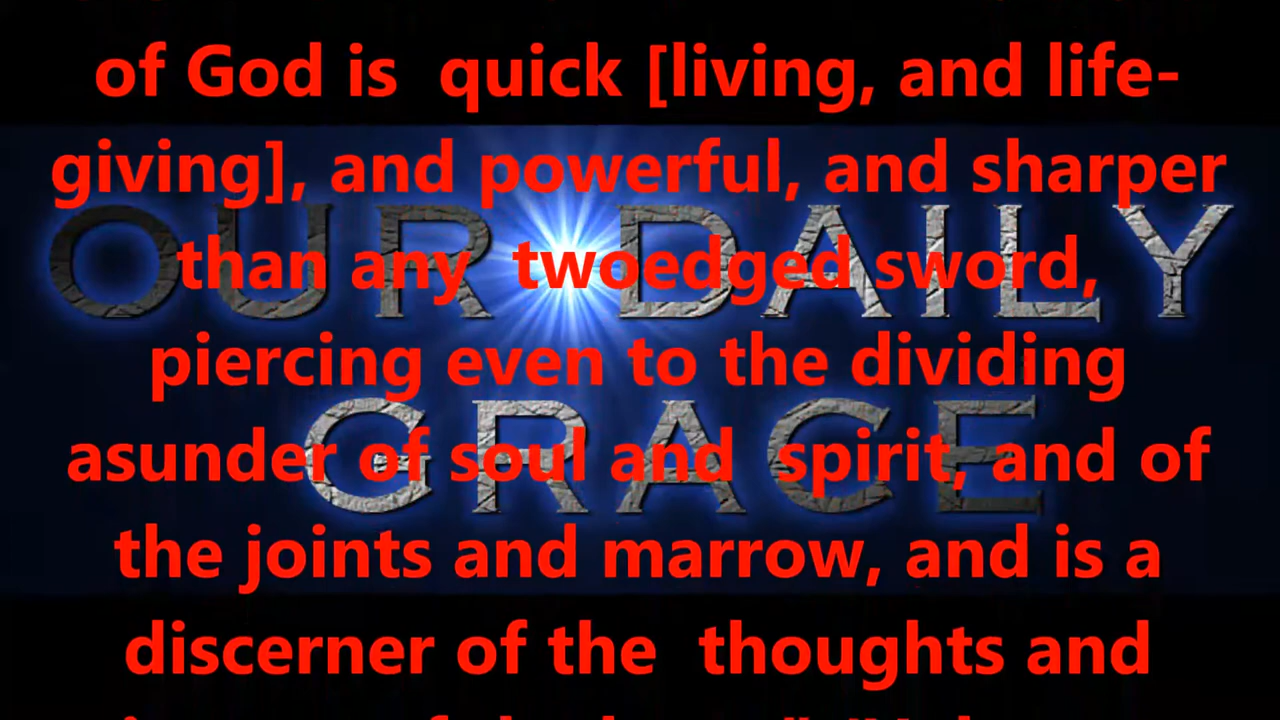 of God is  quick [living, and life-
giving], and powerful, and sharper
than any  twoedged sword,
piercing even to the dividing
asunder of soul and  spirit, and of
the joints and marrow, and is a
discerner of the  thoughts and
OUR DAILY
GRACE